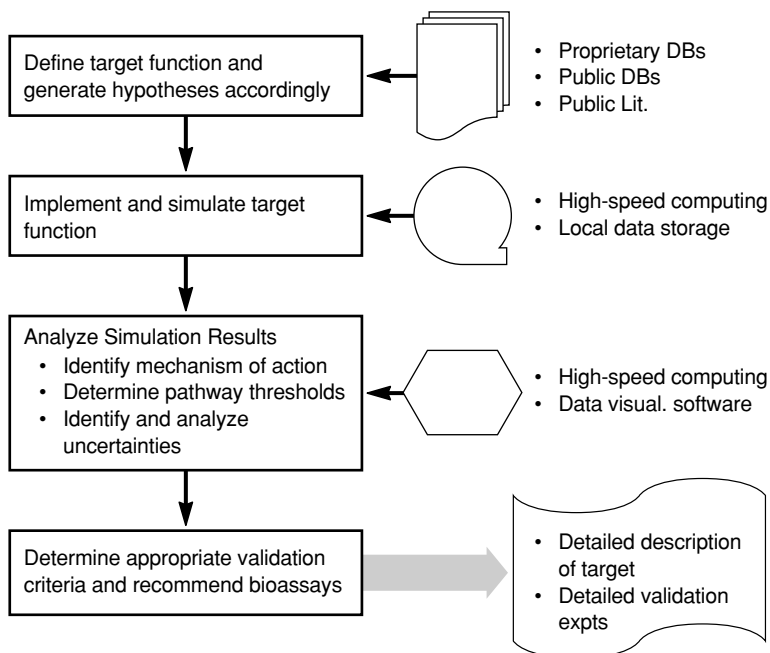 Define target function and
generate hypotheses accordingly
• Proprietary DBs
• Public DBs
• Public Lit.
Implement and simulate target
function
• High-speed computing
• Local data storage
Analyze Simulation Results
• Identify mechanism of action
• Determine pathway thresholds
• Identify and analyze
uncertainties
• High-speed computing
• Data visual. software
Determine appropriate validation
criteria and recommend bioassays
• Detailed description
of target
• Detailed validation
expts